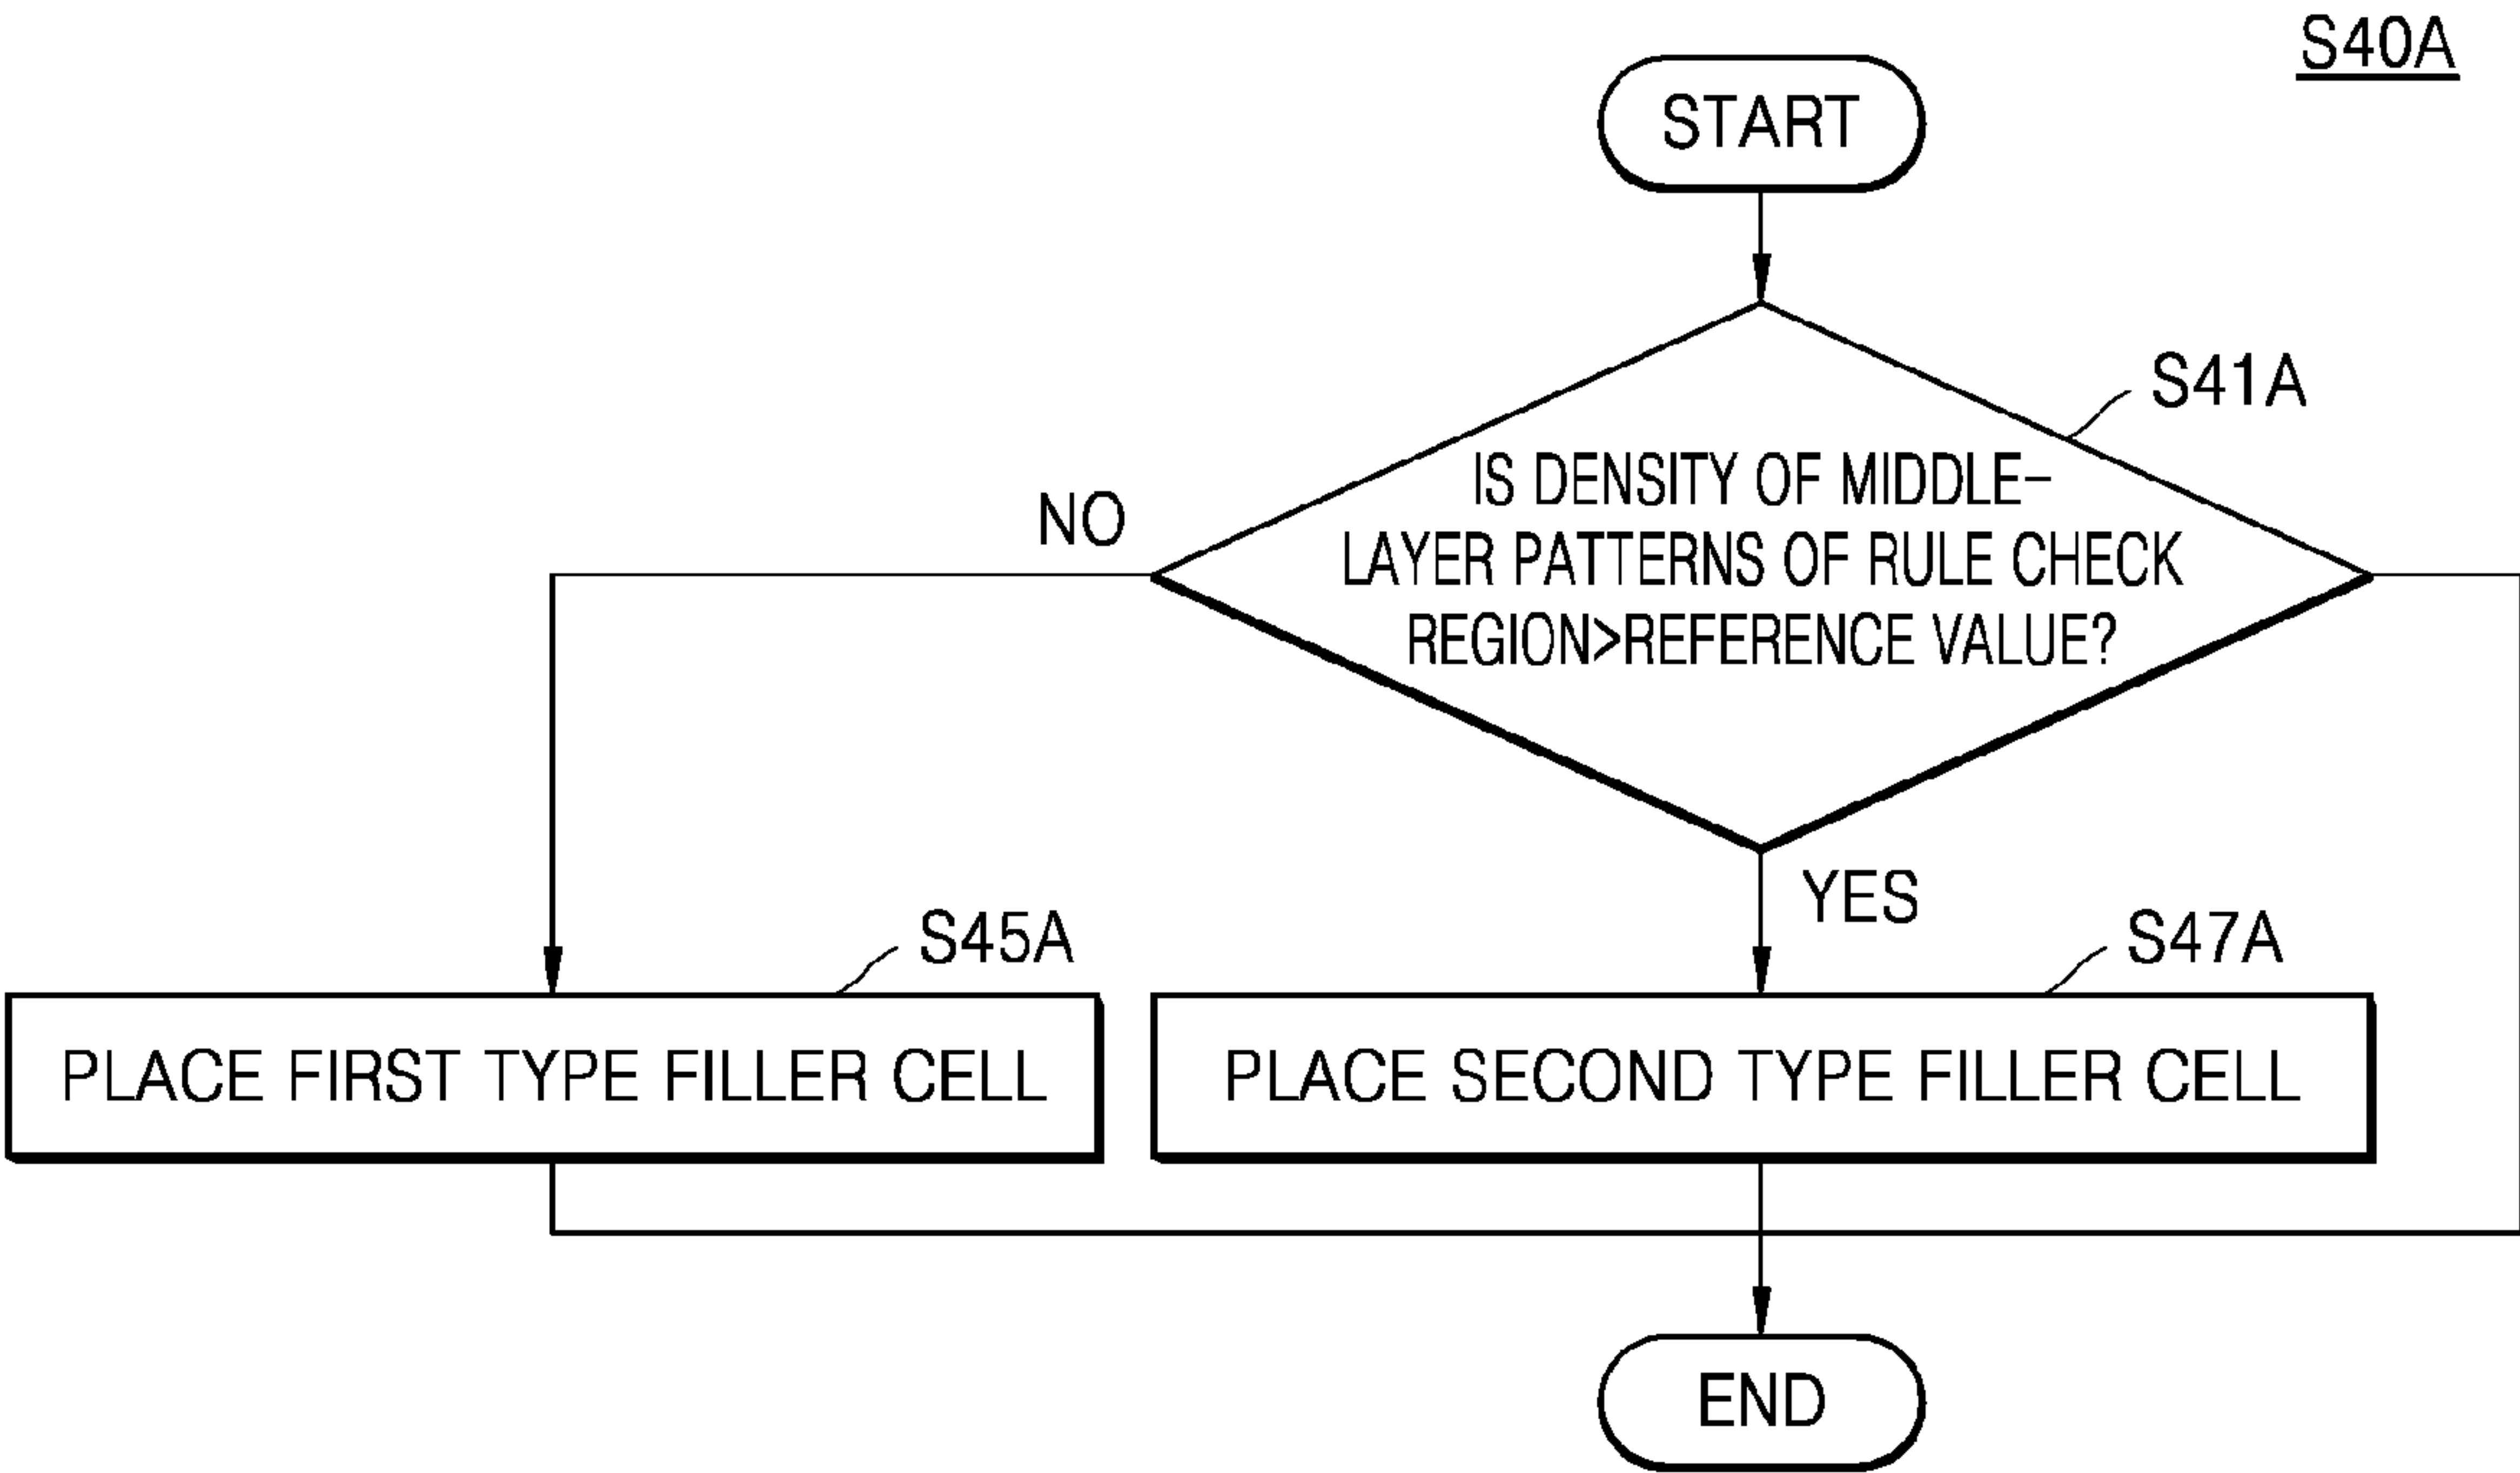 S40A
START
S41A
IS DENSITY OF MIDDLE-
LAYER PATTERNS OF RULE CHECK
REGION>REFERENCE VALUE?
NO
YES
S45A
S47A
PLACE FIRST TYPE FILLER CELL
PLACE SECOND TYPE FILLER CELL
END